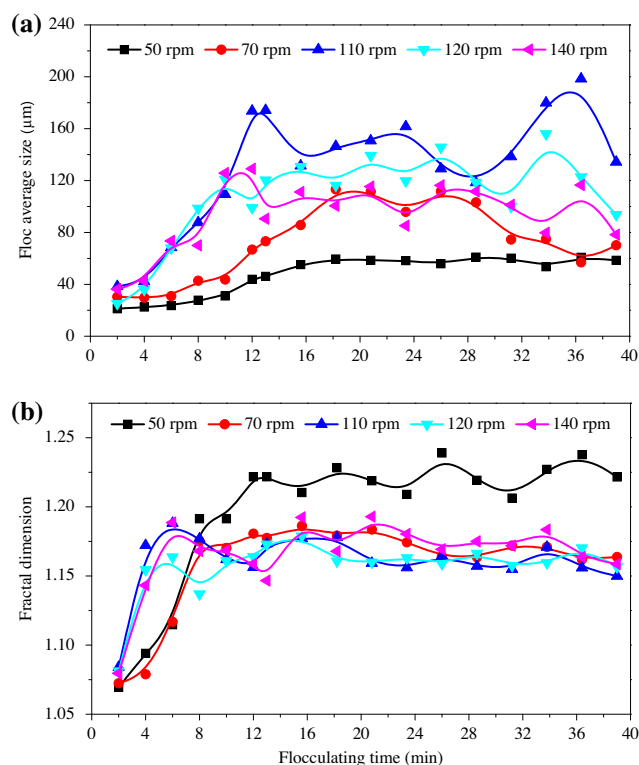 (a)
240
50 rpm 70 rpm 110 rpm 120 rpm 140 rpm
200
160
120
80
40
0
Floc average size (μm)
0 4 8 12 16 20 24 28 32 36 40
(b)
50 rpm 70 rpm 110 rpm 120 rpm 140 rpm
1.25
1.20
1.15
1.10
1.05
Fractal dimension
0 4 8 12 16 20 24 28 32 36 40
Flocculating time (min)